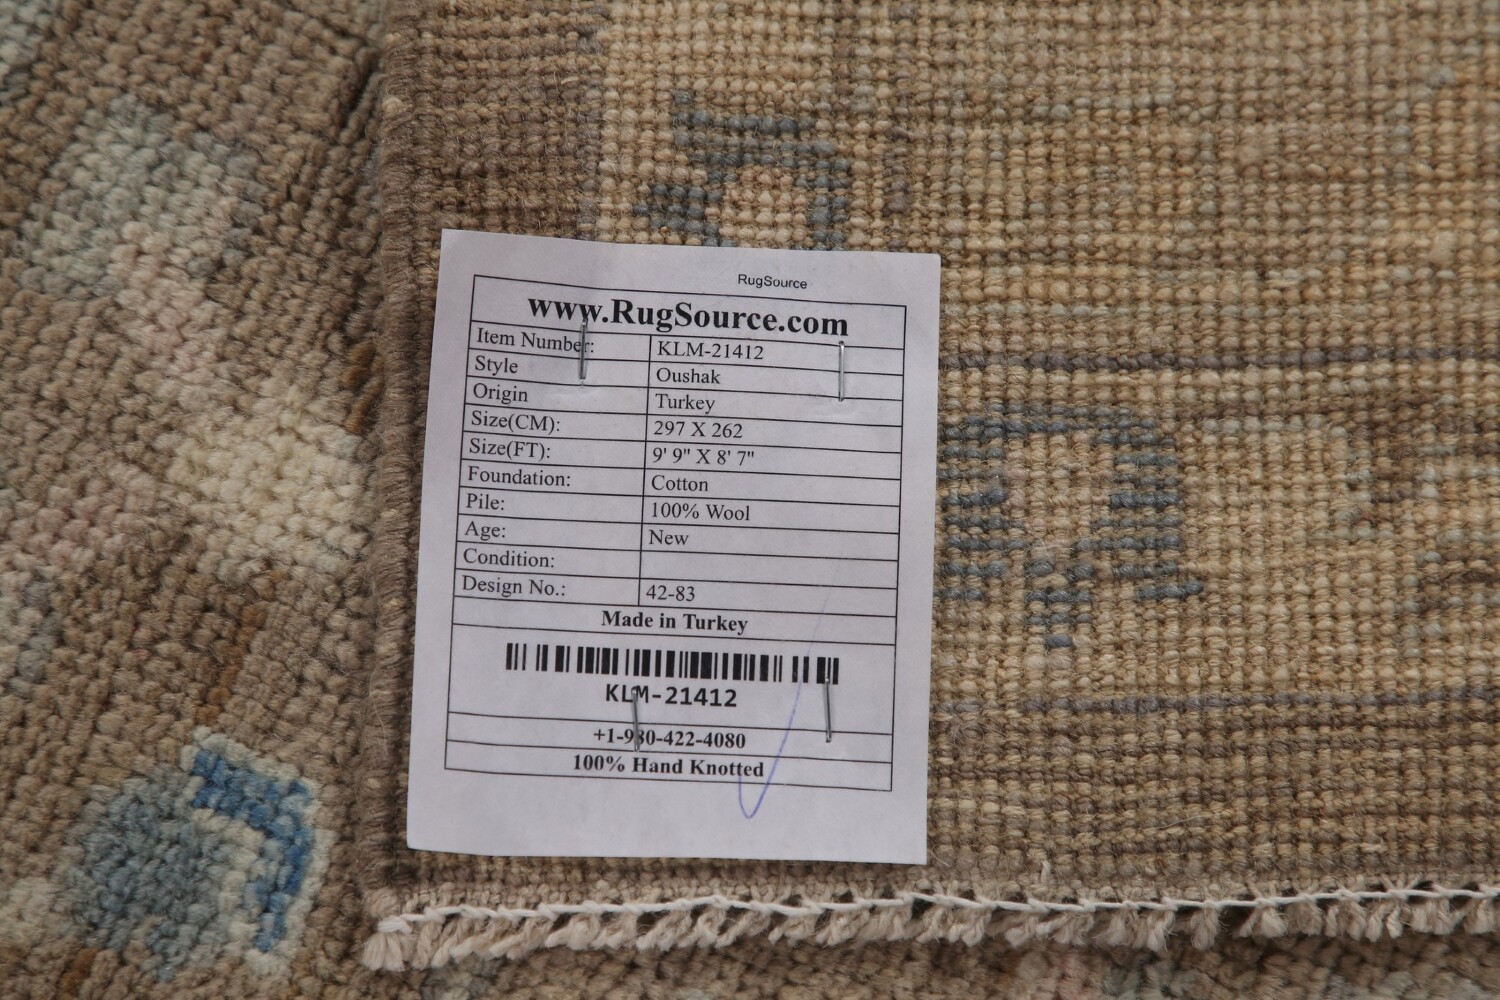 RugSource
www.RugSource.com
Item Number: KLM-21412
Style Oushak
Origin Turkey
Size(CM): 297 X 262
Size(FT): 9' 9" X 8' 7"
Foundation: Cotton
Pile: 100% Wool
Age: New
Condition:
Design No.: 42-83
Made in Turkey
KLM-21412
+1-980-422-4080
100% Hand Knotted